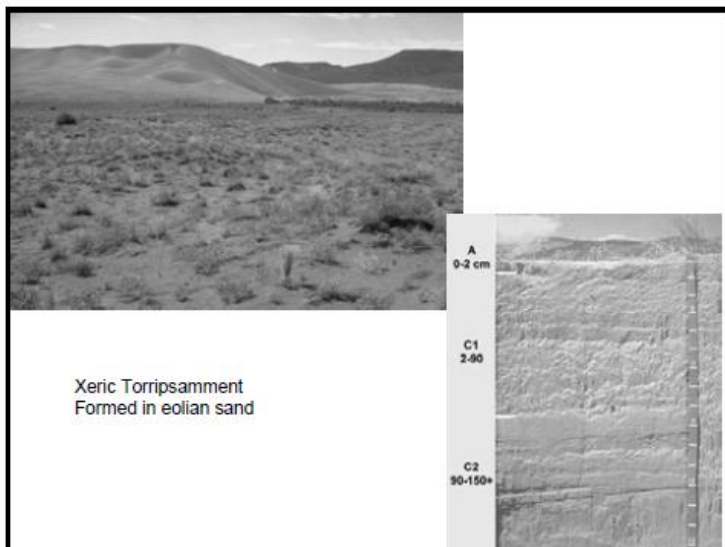 A
0-2 cm
C1
2-90
Xeric Torripsamment
Formed in eolian sand
C2
90-150+